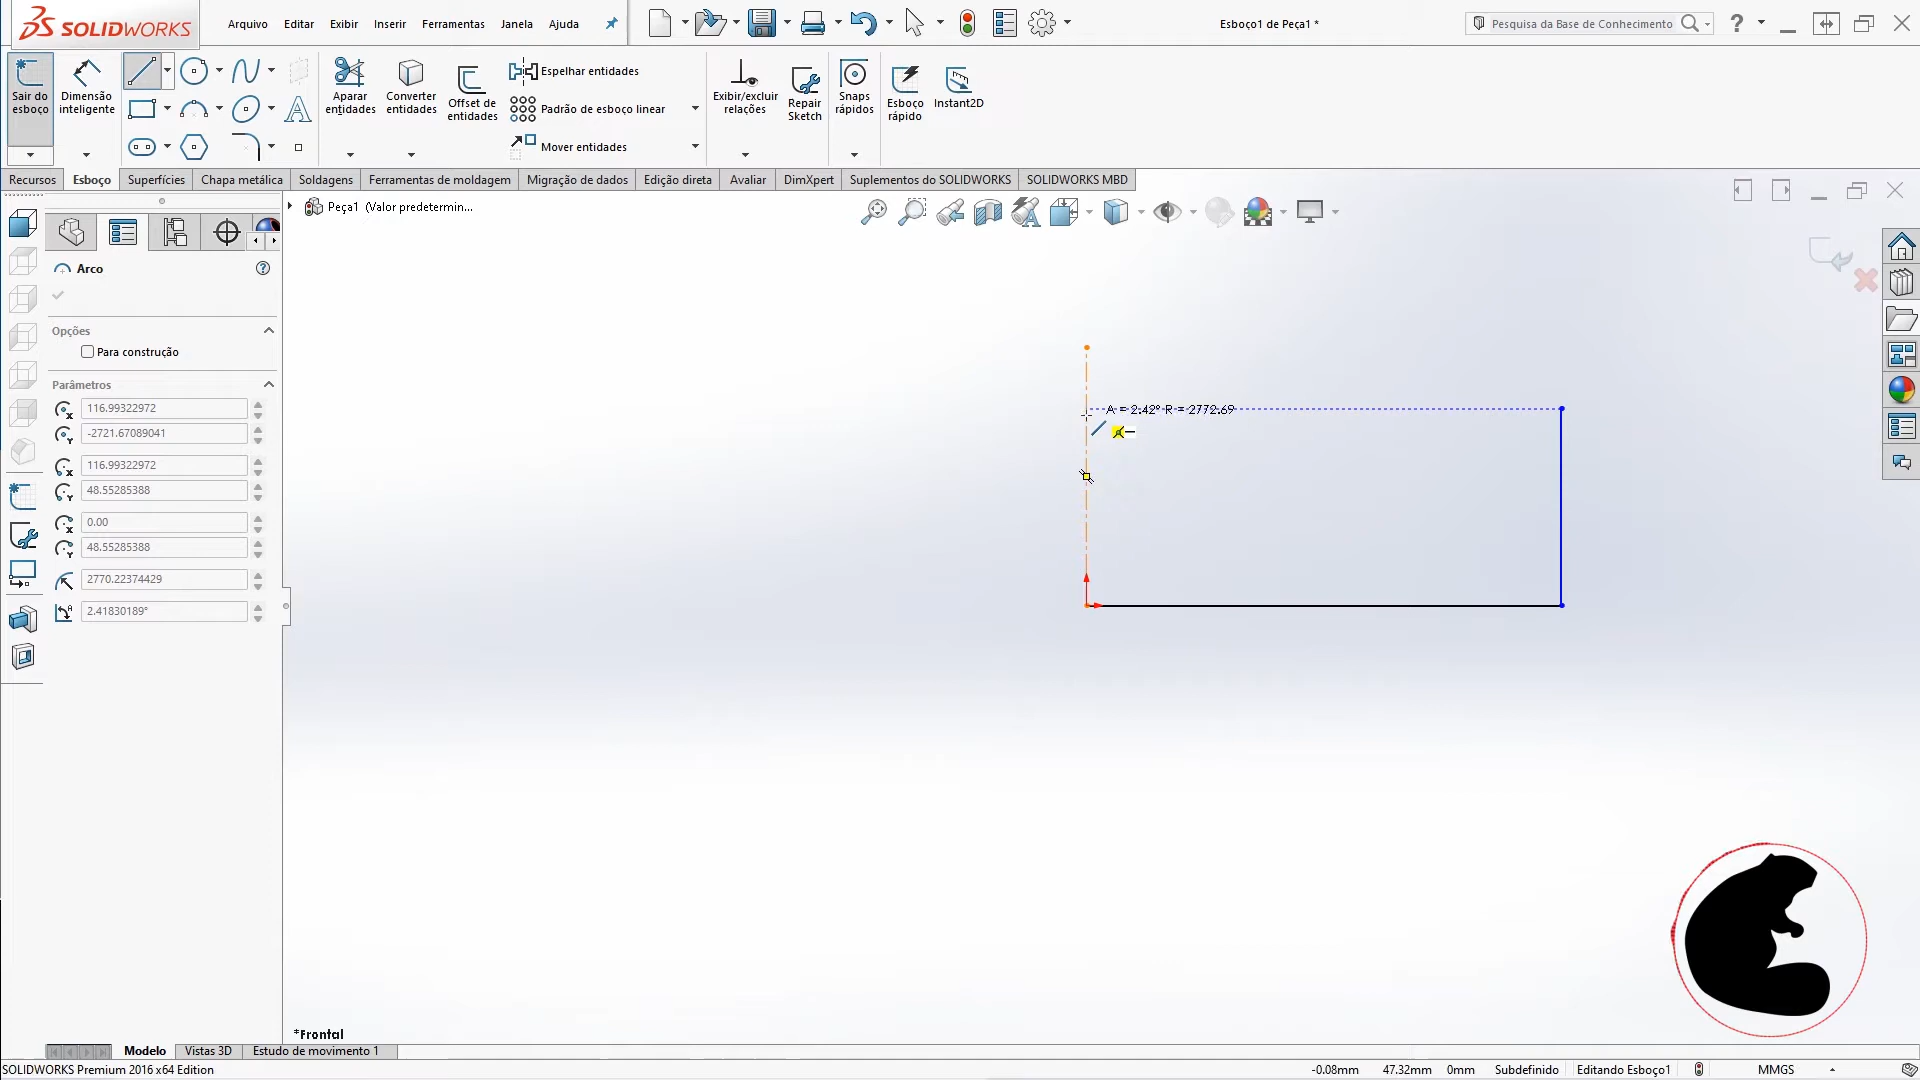 SOLIDWORKS
Arquivo Editar Exibir Inserir Ferramentas Janela Ajuda
Esboço1 de Peça1 *
Pesquisa da Base de Conhecimento
Sair do esboço
Dimensão inteligente
Aparar entidades
Converter entidades
Offset de entidades
Espelhar entidades
Padrão de esboço linear
Mover entidades
Exibir/excluir relações
Repair Sketch
Snaps rápidos
Esboço rápido
Instant2D
Recursos Esboço Superfícies Chapa metálica Soldagens Ferramentas de moldagem Migração de dados Edição direta Avaliar DimXpert Suplementos do SOLIDWORKS SOLIDWORKS MBD
Peça1 (Valor predetermin...
Arco
Opções
Para construção
Parâmetros
116.99322972
-2721.67089041
116.99322972
48.55285388
0.00
48.55285388
2770.22374429
2.41830189°
A = 2.42° R = 2772.69
*Frontal
Modelo Vistas 3D Estudo de movimento 1
SOLIDWORKS Premium 2016 x64 Edition
-0.08mm 47.32mm 0mm Subdefinido Editando Esboço1 MMGS